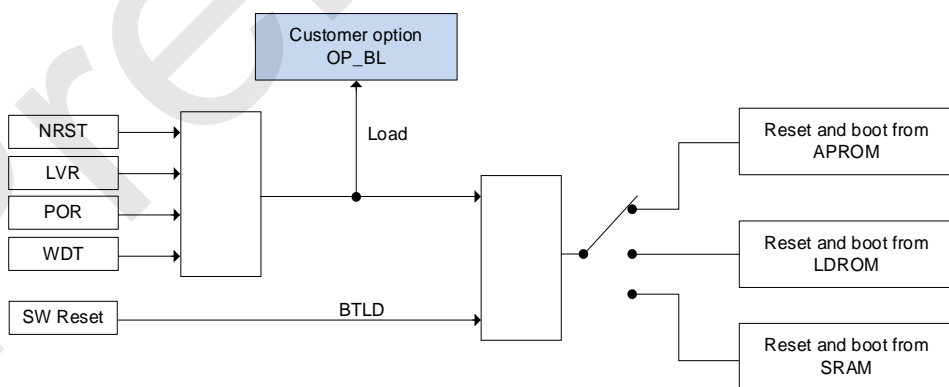 Customer option
OP_BL
NRST
LVR
POR
WDT
SW Reset
Load
BTLD
Reset and boot from
APROM
Reset and boot from
LDROM
Reset and boot from
SRAM